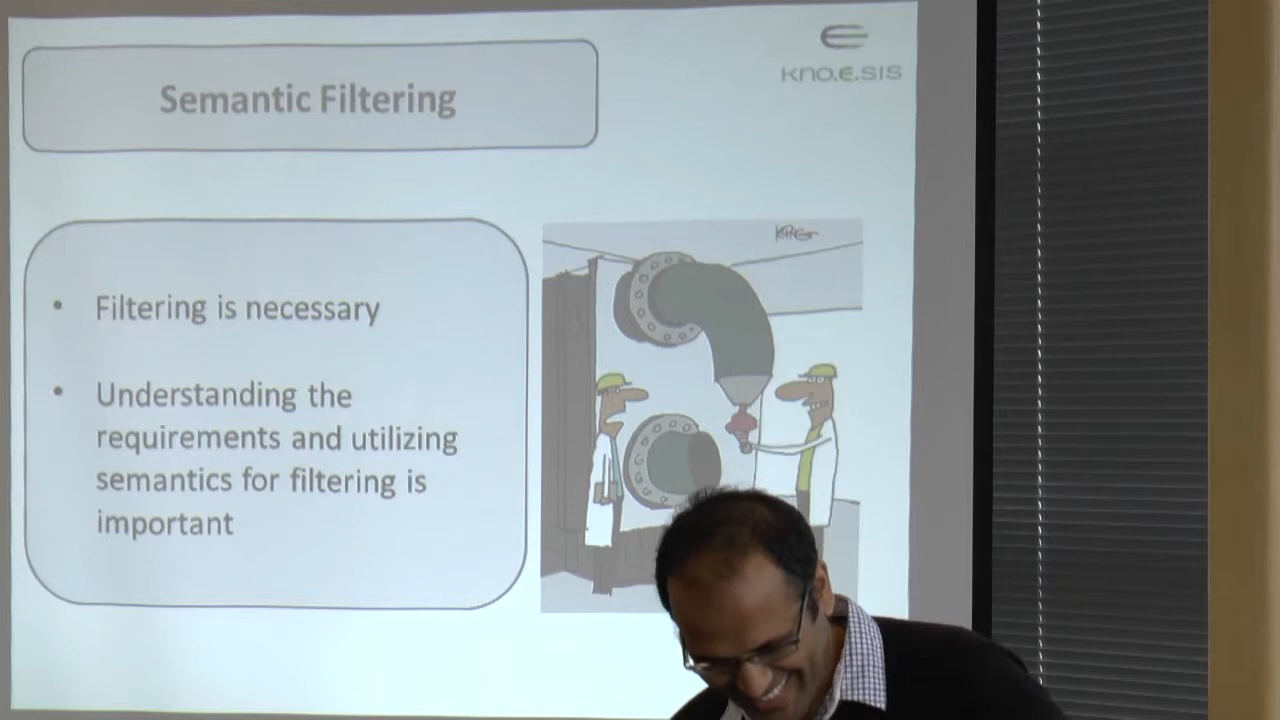 Semantic Filtering
KNO.E.SIS
• Filtering is necessary
• Understanding the
requirements and utilizing
semantics for filtering is
important